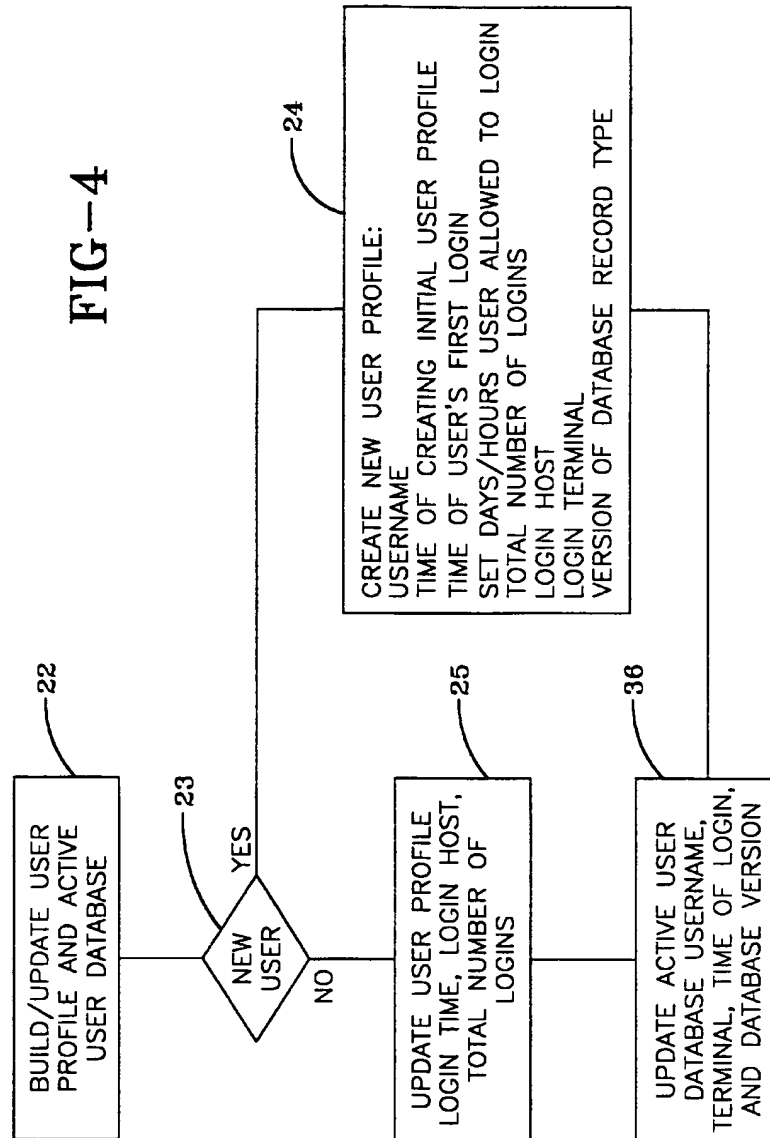 FIG-4
BUILD/UPDATE USER
PROFILE AND ACTIVE
USER DATABASE
22
23
NEW
USER
YES
NO
CREATE NEW USER PROFILE:
USERNAME
TIME OF CREATING INITIAL USER PROFILE
TIME OF USER'S FIRST LOGIN
SET DAYS/HOURS USER ALLOWED TO LOGIN
TOTAL NUMBER OF LOGINS
LOGIN HOST
LOGIN TERMINAL
VERSION OF DATABASE RECORD TYPE
24
UPDATE USER PROFILE
LOGIN TIME, LOGIN HOST,
TOTAL NUMBER OF
LOGINS
25
UPDATE ACTIVE USER
DATABASE USERNAME,
TERMINAL, TIME OF LOGIN,
AND DATABASE VERSION
36